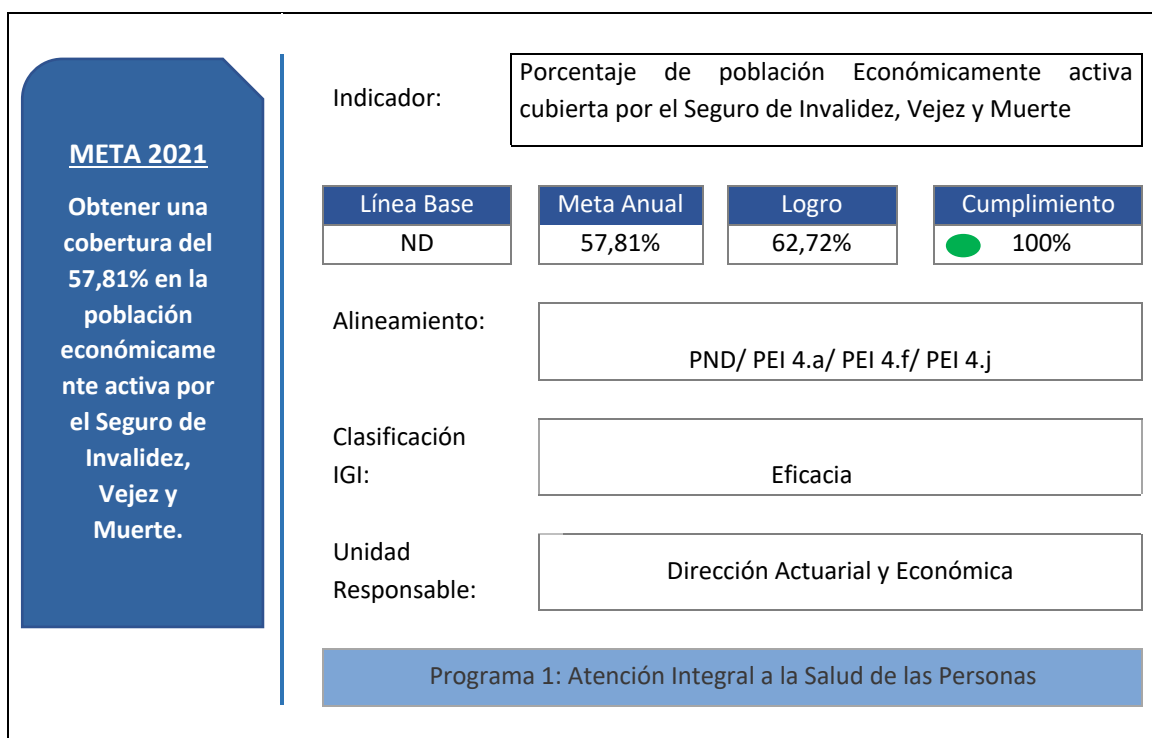 META 2021
Obtener una
cobertura del
57,81% en la
población
económicame
nte activa por
el Seguro de
Invalidez,
Vejez y
Muerte.
Indicador:
Porcentaje de población Económicamente activa
cubierta por el Seguro de Invalidez, Vejez y Muerte
Línea Base Meta Anual Logro Cumplimiento
ND 57,81% 62,72% 100%
Alineamiento:
PND/ PEI 4.a/ PEI 4.f/ PEI 4.j
Clasificación
IGI:
Eficacia
Unidad
Responsable:
Dirección Actuarial y Económica
Programa 1: Atención Integral a la Salud de las Personas